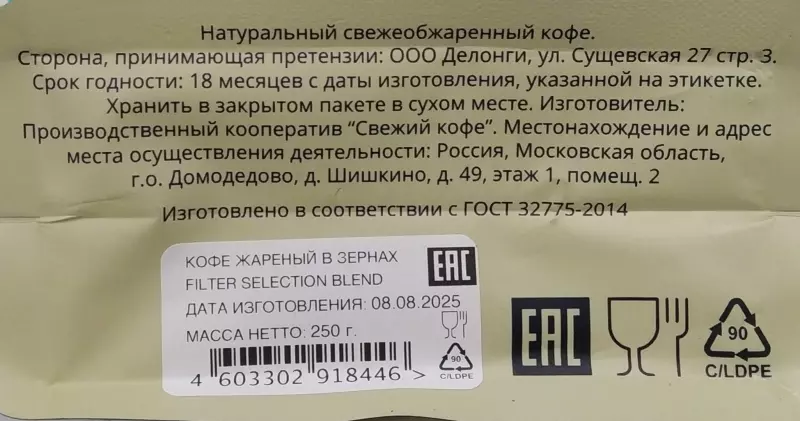 Натуральный свежеобжаренный кофе.
Сторона, принимающая претензии: ООО Делонги, ул. Сущевская 27 стр. 3.
Срок годности: 18 месяцев с даты изготовления, указанной на этикетке.
Хранить в закрытом пакете в сухом месте. Изготовитель:
Производственный кооператив “Свежий кофе”. Местонахождение и адрес
места осуществления деятельности: Россия, Московская область,
г.о. Домодедово, д. Шишкино, д. 49, этаж 1, помещ. 2
Изготовлено в соответствии с ГОСТ 32775-2014
КОФЕ ЖАРЕНЫЙ В ЗЕРНАХ
FILTER SELECTION BLEND
ДАТА ИЗГОТОВЛЕНИЯ: 08.08.2025
МАССА НЕТТО: 250 г.
4 603302 918446
EAC
90
C/LDPE
EAC
90
C/LDPE